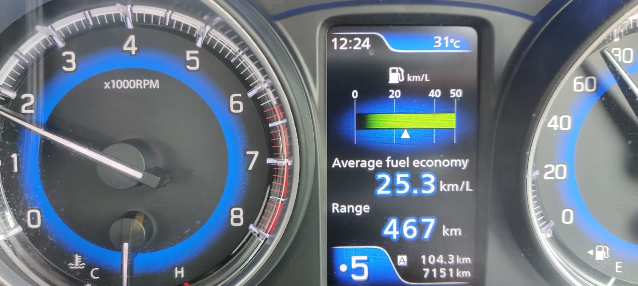 12:24 31°C
km/L
0 20 40 50
Average fuel economy
25.3 km/L
Range
467 km
•5 A 104.3 km
7151 km
0 1 2 3 4 5 6 7 8
x1000RPM
C H
0 20 40 60 80
E